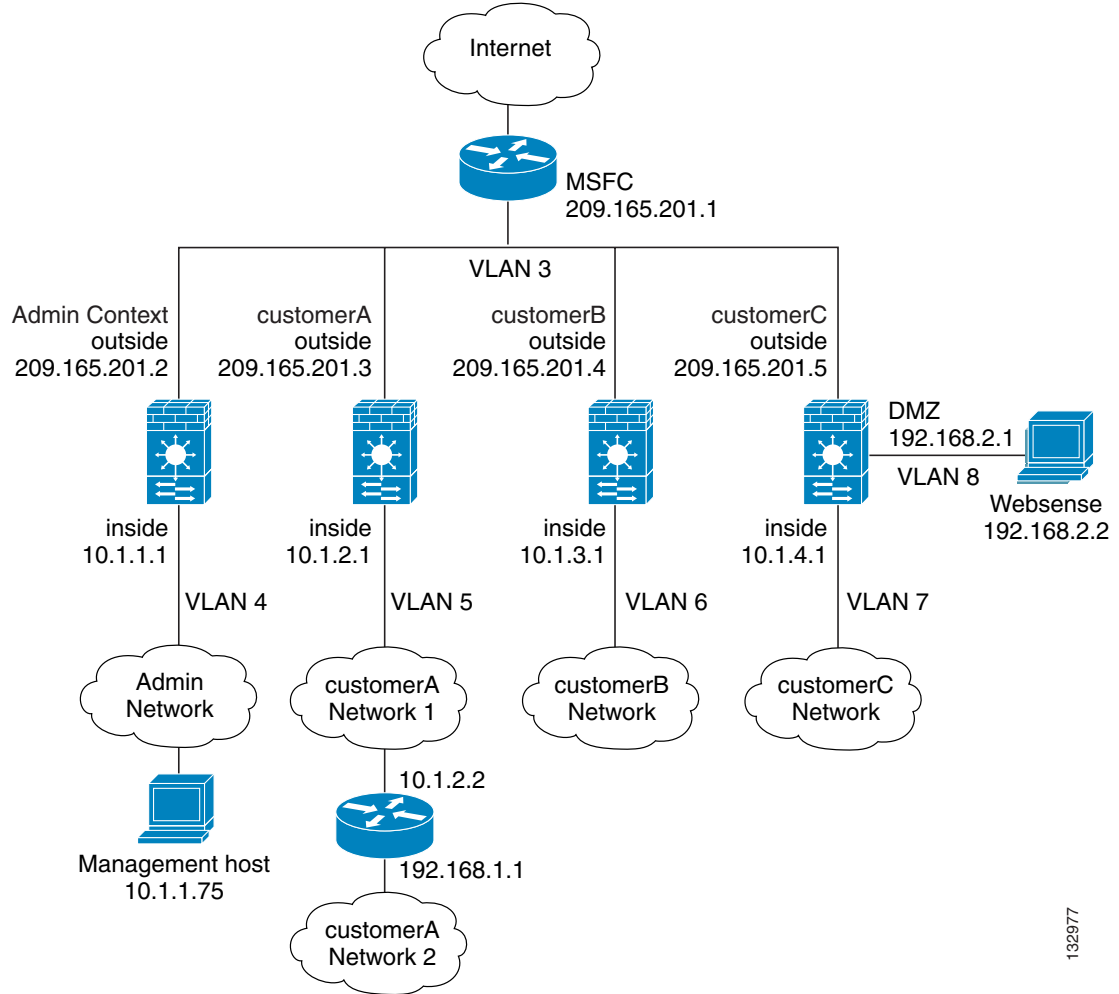 Internet
MSFC
209.165.201.1
VLAN 3
Admin Context
outside
209.165.201.2
customerA
outside
209.165.201.3
customerB
outside
209.165.201.4
customerC
outside
209.165.201.5
DMZ
192.168.2.1
VLAN 8
Websense
192.168.2.2
inside
10.1.1.1
inside
10.1.2.1
inside
10.1.3.1
inside
10.1.4.1
VLAN 4
VLAN 5
VLAN 6
VLAN 7
Admin
Network
customerA
Network 1
customerB
Network
customerC
Network
10.1.2.2
Management host
10.1.1.75
192.168.1.1
customerA
Network 2
132977